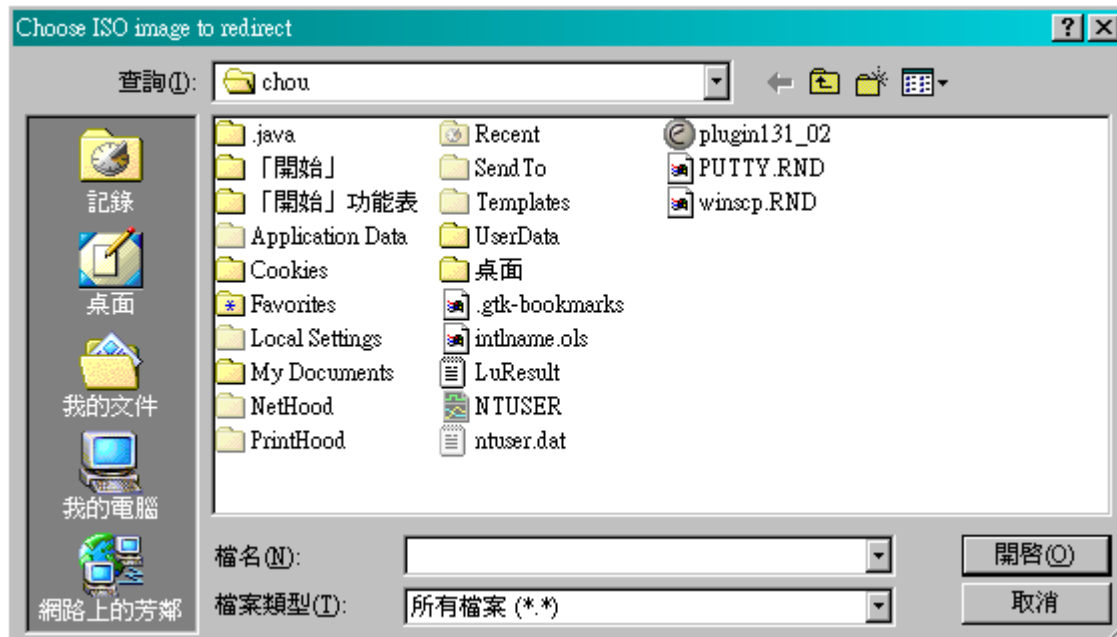 Choose ISO image to redirect
查詢(I): chou
記錄
桌面
我的文件
我的電腦
網路上的芳鄰
.java
「開始」
「開始」功能表
Application Data
Cookies
Favorites
Local Settings
My Documents
NetHood
PrintHood
Recent
SendTo
Templates
UserData
桌面
.gtk-bookmarks
intlname.ols
LuResult
NTUSER
ntuser.dat
plugin131_02
PUTTY.RND
winscp.RND
檔名(N):
開啓(O)
檔案類型(T): 所有檔案 (*.*)
取消